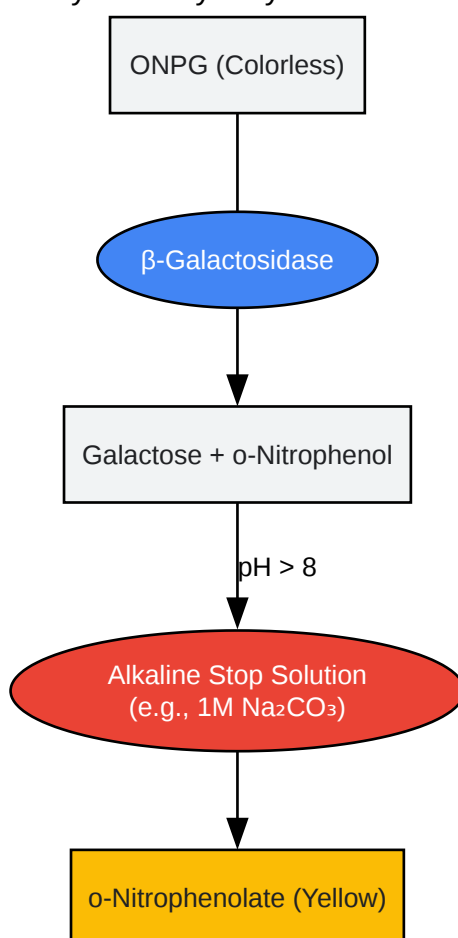 ONPG (Colorless)
β-Galactosidase
Galactose + o-Nitrophenol
pH > 8
Alkaline Stop Solution
(e.g., 1M Na₂CO₃)
o-Nitrophenolate (Yellow)